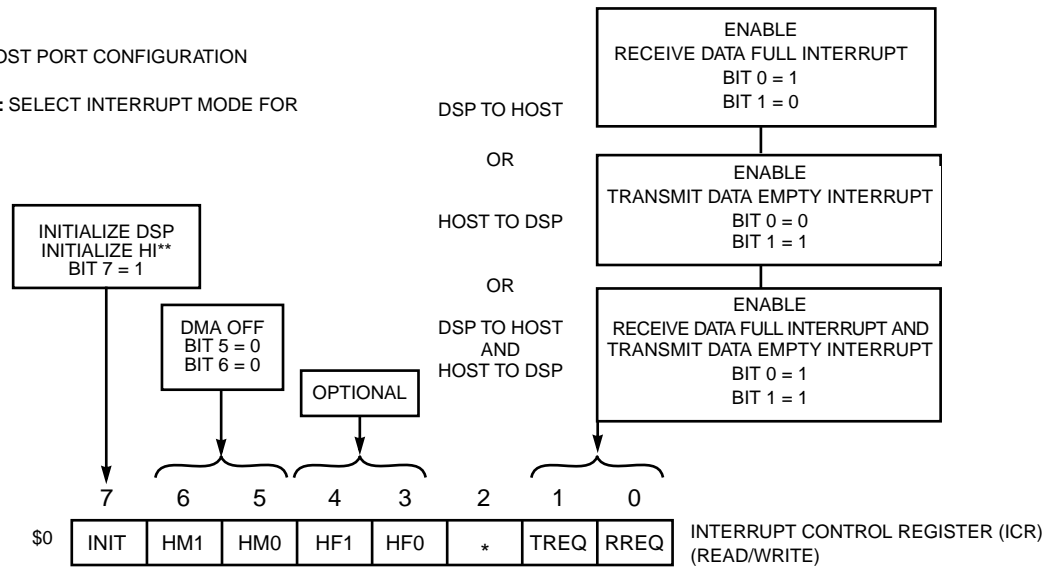 OST PORT CONFIGURATION
: SELECT INTERRUPT MODE FOR
ENABLE
RECEIVE DATA FULL INTERRUPT
BIT 0 = 1
BIT 1 = 0
DSP TO HOST
OR
ENABLE
TRANSMIT DATA EMPTY INTERRUPT
BIT 0 = 0
BIT 1 = 1
HOST TO DSP
OR
ENABLE
RECEIVE DATA FULL INTERRUPT AND
TRANSMIT DATA EMPTY INTERRUPT
BIT 0 = 1
BIT 1 = 1
DSP TO HOST
AND
HOST TO DSP
INITIALIZE DSP
INITIALIZE HI**
BIT 7 = 1
DMA OFF
BIT 5 = 0
BIT 6 = 0
OPTIONAL
7 6 5 4 3 2 1 0
$0 INIT HM1 HM0 HF1 HF0 * TREQ RREQ
INTERRUPT CONTROL REGISTER (ICR)
(READ/WRITE)